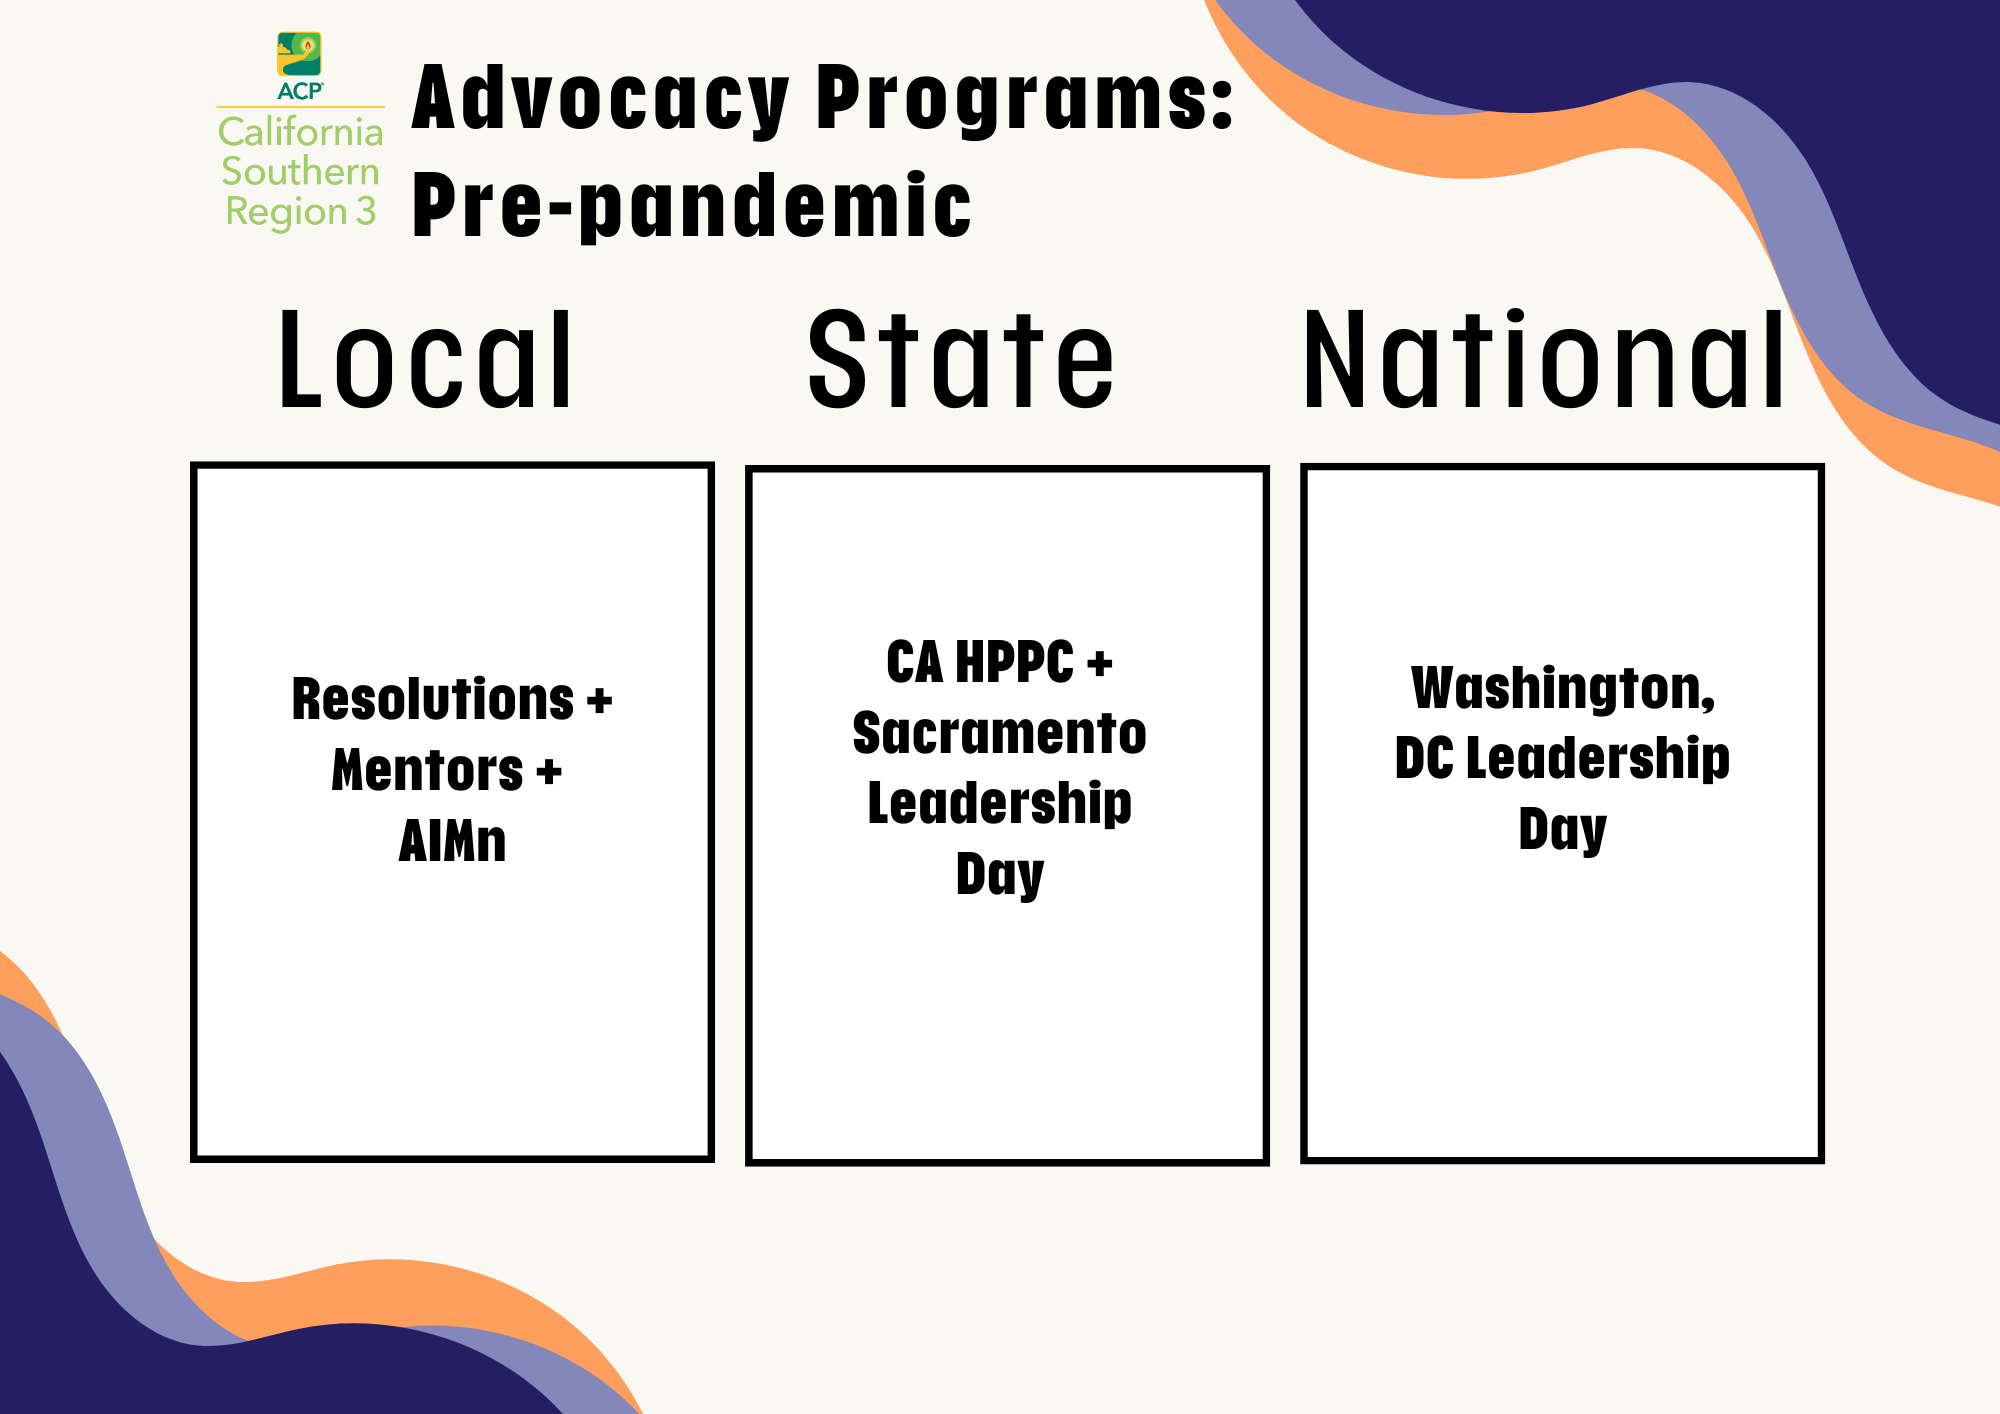 ACP
California
Southern
Region 3
Advocacy Programs:
Pre-pandemic
Local
State
National
Resolutions +
Mentors +
AIMn
CA HPPC +
Sacramento
Leadership
Day
Washington,
DC Leadership
Day